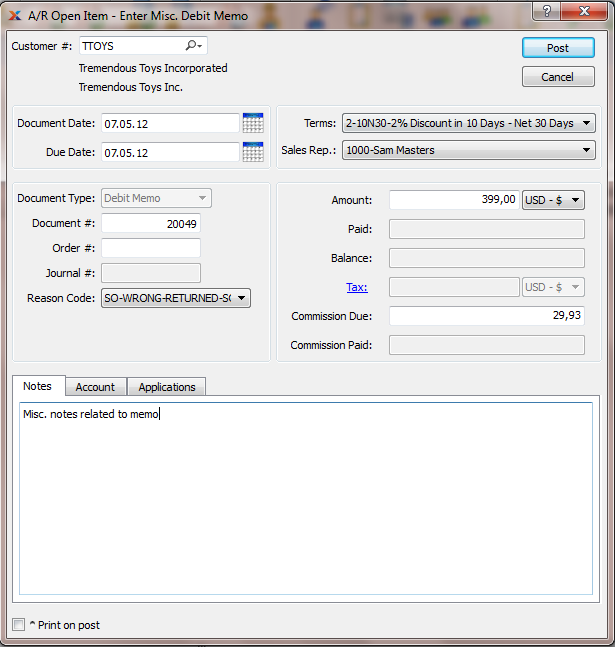 A/R Open Item - Enter Misc. Debit Memo
Customer #: TTOYS
Post
Tremendous Toys Incorporated
Cancel
Tremendous Toys Inc.
Document Date: 07.05.12
Due Date: 07.05.12
Terms: 2-10N30-2% Discount in 10 Days - Net 30 Days
Sales Rep.: 1000-Sam Masters
Document Type: Debit Memo
Document #: 20049
Order #:
Journal #:
Reason Code: SO-WRONG-RETURNED-S
Amount: 399,00 USD - $
Paid:
Balance:
Tax: USD - $
Commission Due: 29,93
Commission Paid:
Notes Account Applications
Misc. notes related to memo
^ Print on post